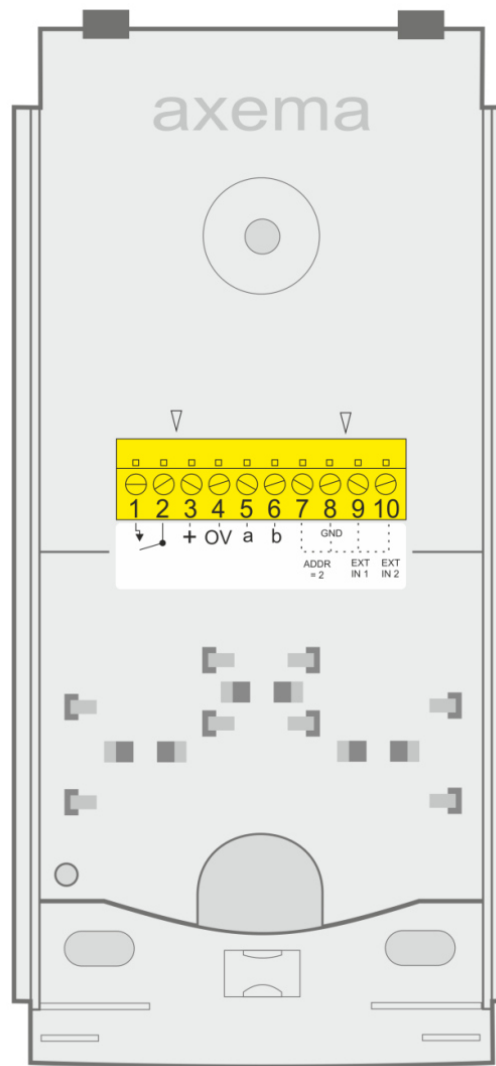 axema
1 2 3 4 5 6 7 8 9 10
+ OV a b GND
ADDR EXT EXT
= 2 IN 1 IN 2